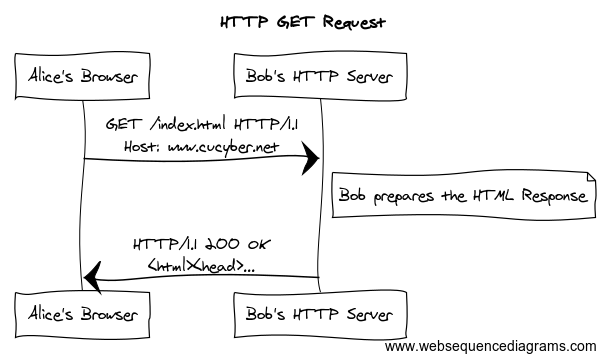 HTTP GET Request
Alice's Browser
Bob's HTTP Server
GET /index.html HTTP/1.1
Host: www.cucyber.net
Bob prepares the HTML Response
HTTP/1.1 200 OK
<html><head>...
Alice's Browser
Bob's HTTP Server
www.websequencediagrams.com